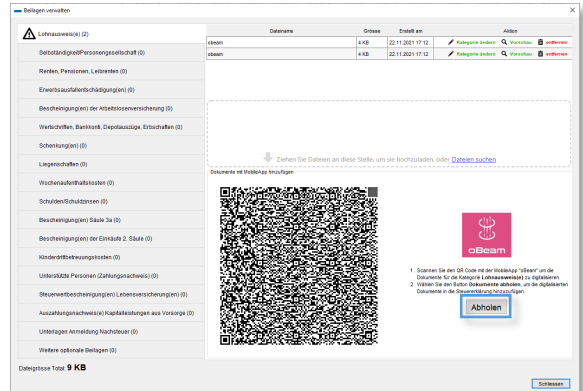 Beilagen verwalten
Lohnausweis(e) (2)
Selbständigkeit/Personengesellschaft (0)
Renten, Pensionen, Leibrenten (0)
Erwerbsausfallentschädigung(en) (0)
Bescheinigung(en) der Arbeitslosenversicherung (0)
Wertschriften, Bankkonti, Depotauszüge, Erbschaften (0)
Schenkung(en) (0)
Liegenschaften (0)
Wochenaufenthaltskosten (0)
Schulden/Schuldzinsen (0)
Bescheinigung(en) Säule 3a (0)
Bescheinigung(en) der Einkäufe 2. Säule (0)
Kinderdrittbetreuungskosten (0)
Unterstützte Personen (Zahlungsnachweis) (0)
Steuerwertbescheinigung(en) Lebensversicherung(en) (0)
Auszahlungsnachweis(e) Kapitalleistungen aus Vorsorge (0)
Unterlagen Anmeldung Nachsteuer (0)
Weitere optionale Beilagen (0)
Dateigrösse Total: 9 KB
Dateiname Grösse Erstellt am Aktion
obeam 4 KB 22.11.2021 17:12 Kategorie ändern Vorschau entfernen
obeam 4 KB 22.11.2021 17:12 Kategorie ändern Vorschau entfernen
Ziehen Sie Dateien an diese Stelle, um sie hochzuladen, oder Dateien suchen
Dokumente mit MobileApp hinzufügen
oBeam
1. Scannen Sie den QR Code mit der MobileApp "oBeam" um die
Dokumente für die Kategorie Lohnausweis(e) zu digitalisieren.
2. Wählen Sie den Button Dokumente abholen, um die digitalisierten
Dokumente in die Steuererklärung hinzuzufügen.
Abholen
Schliessen